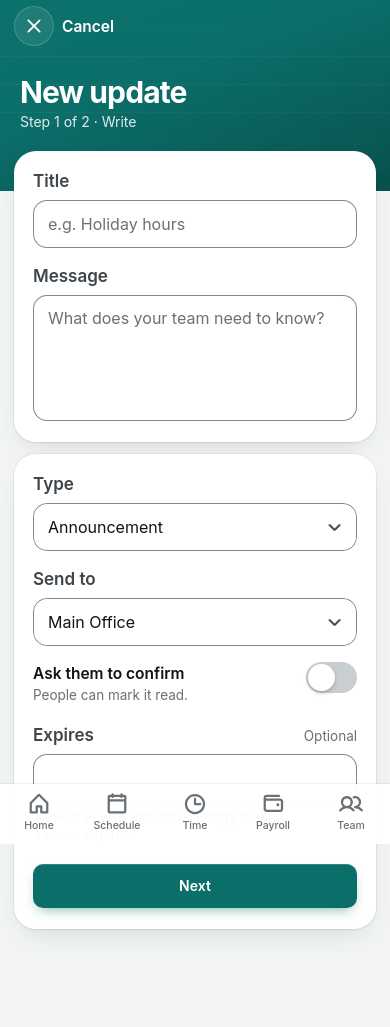 Cancel
New update
Step 1 of 2 · Write
Title
e.g. Holiday hours
Message
What does your team need to know?
Type
Announcement
Send to
Main Office
Ask them to confirm
People can mark it read.
Expires
Optional
Home
Schedule
Time
Payroll
Team
Next